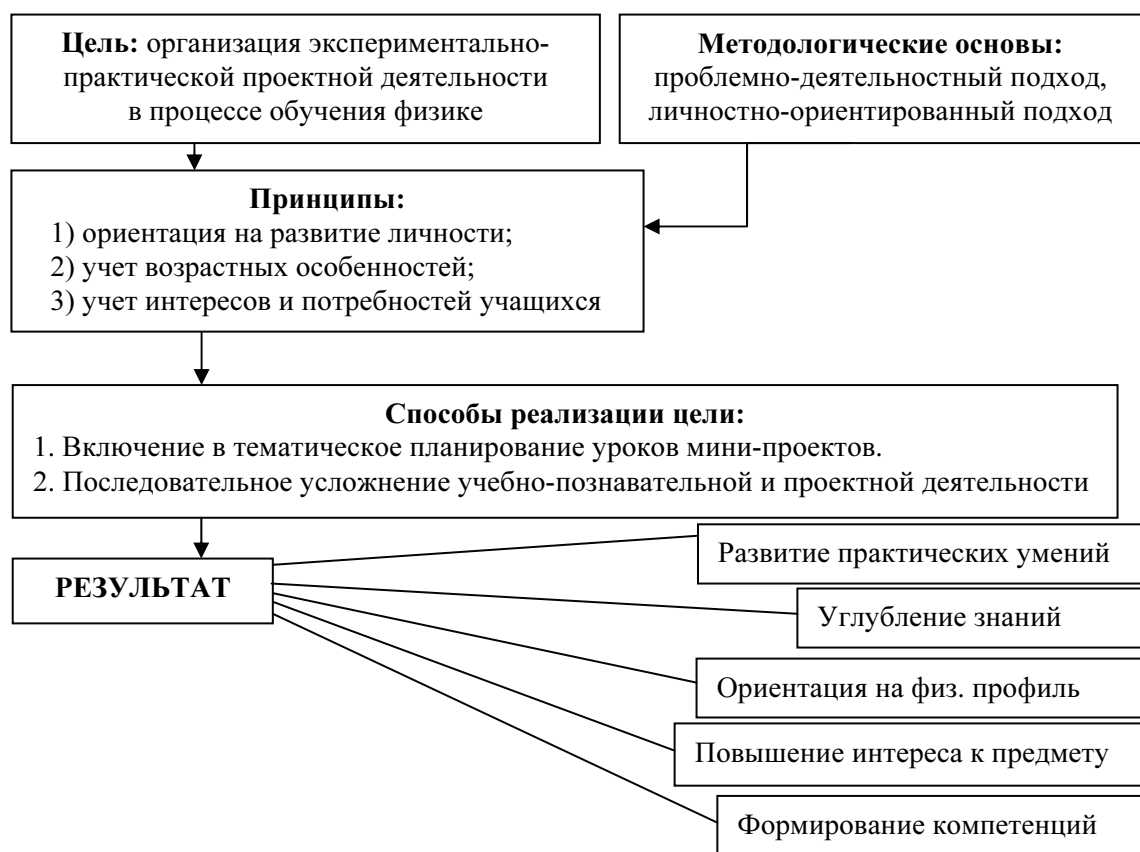 Цель: организация экспериментально-
практической проектной деятельности
в процессе обучения физике
Методологические основы:
проблемно-деятельностный подход,
личностно-ориентированный подход
Принципы:
1) ориентация на развитие личности;
2) учет возрастных особенностей;
3) учет интересов и потребностей учащихся
Способы реализации цели:
1. Включение в тематическое планирование уроков мини-проектов.
2. Последовательное усложнение учебно-познавательной и проектной деятельности
РЕЗУЛЬТАТ
Развитие практических умений
Углубление знаний
Ориентация на физ. профиль
Повышение интереса к предмету
Формирование компетенций